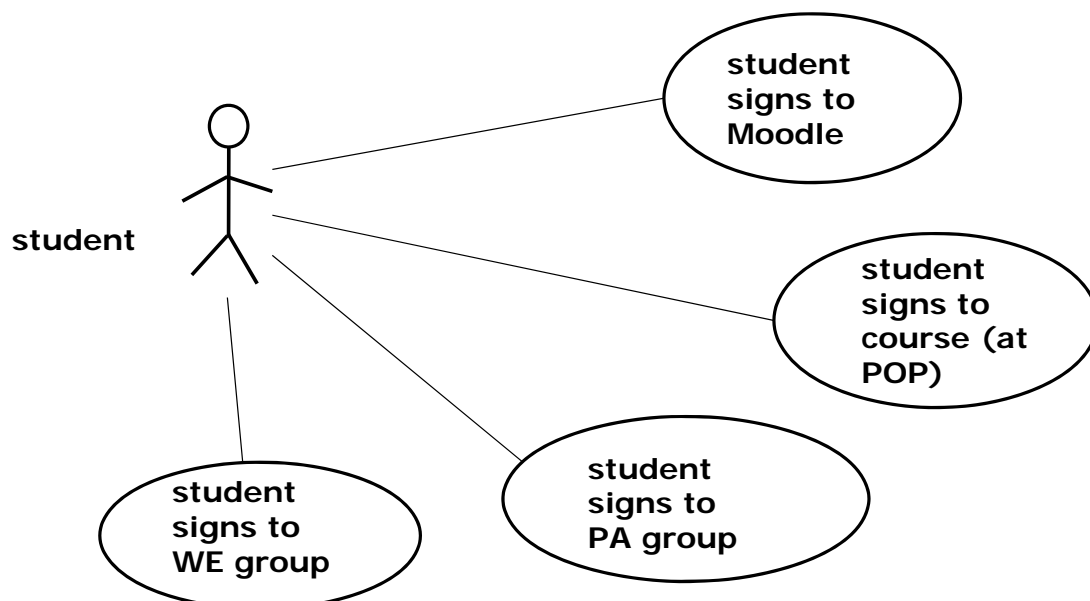 student
signs to
Moodle
student
student
signs to
course (at
POP)
student
signs to
PA group
student
signs to
WE group